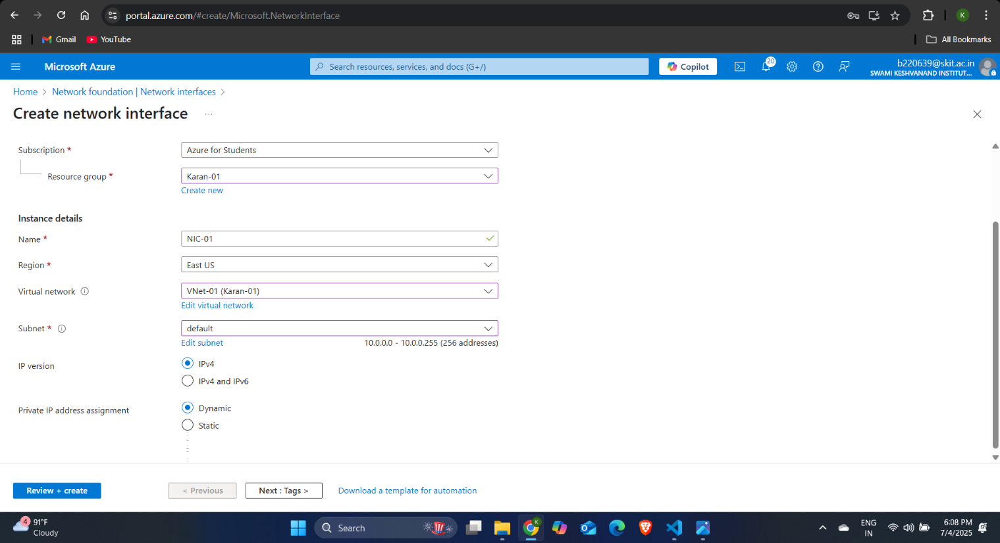 portal.azure.com/#create/Microsoft.NetworkInterface
K
Gmail
YouTube
All Bookmarks
Microsoft Azure
Search resources, services, and docs (G+/)
Copilot
20
b220639@skit.ac.in
SWAMI KESHVANAND INSTITUT...
Home > Network foundation | Network interfaces >
Create network interface ...
Subscription *
Azure for Students
Resource group *
Karan-01
Create new
Instance details
Name *
NIC-01
Region *
East US
Virtual network
VNet-01 (Karan-01)
Edit virtual network
Subnet *
default
Edit subnet
10.0.0.0 - 10.0.0.255 (256 addresses)
IP version
IPv4
IPv4 and IPv6
Private IP address assignment
Dynamic
Static
Review + create
< Previous
Next : Tags >
Download a template for automation
4
91°F
Cloudy
Search
K
ENG
IN
6:08 PM
7/4/2025